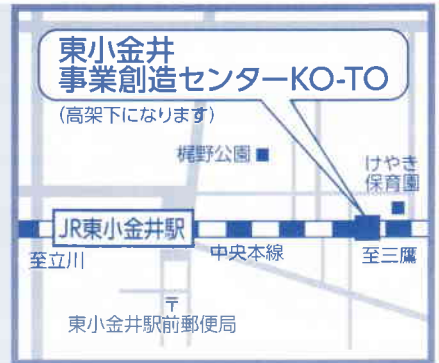 東小金井
事業創造センターKO-TO
(高架下になります)
梶野公園
けやき
保育園
JR東小金井駅
至立川
中央本線
至三鷹
〒
東小金井駅前郵便局